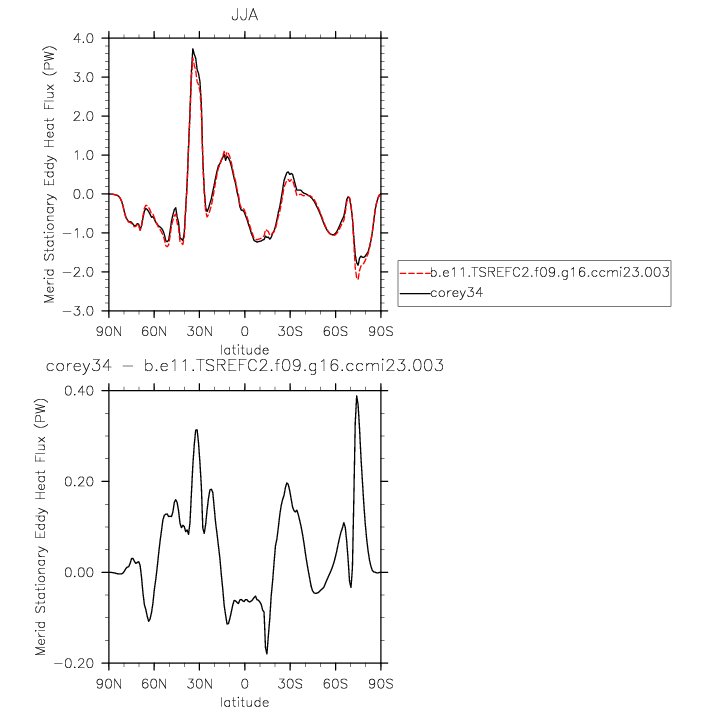 JJA
Merid Stationary Eddy Heat Flux (PW)
4.0
3.0
2.0
1.0
0.0
-1.0
-2.0
-3.0
90N 60N 30N 0 30S 60S 90S
latitude
b.e11.TSREFC2.f09.g16.ccmi23.003
corey34
corey34 - b.e11.TSREFC2.f09.g16.ccmi23.003
Merid Stationary Eddy Heat Flux (PW)
0.40
0.20
0.00
-0.20
90N 60N 30N 0 30S 60S 90S
latitude